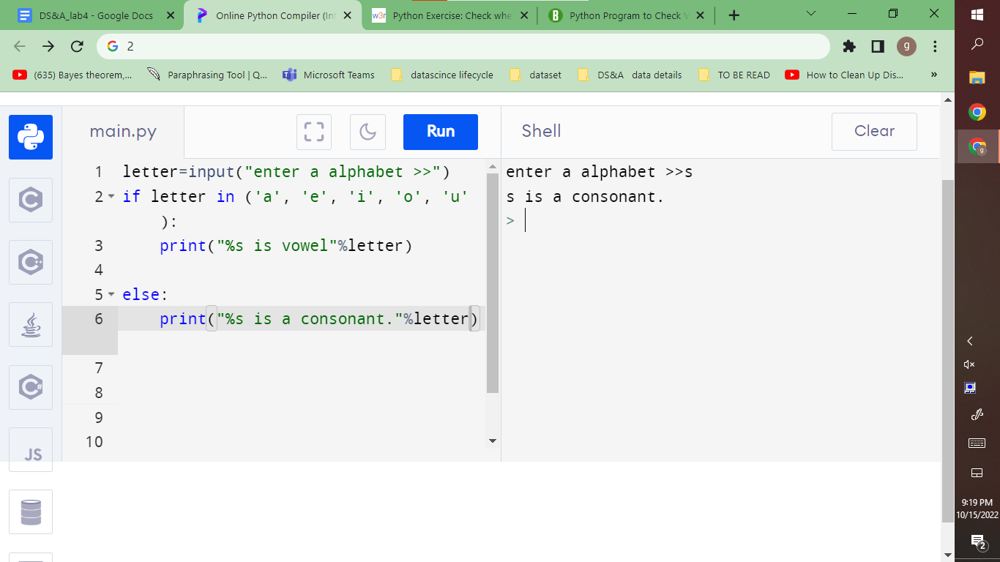 DS&A_lab4 - Google Docs
Online Python Compiler (Int
Python Exercise: Check whe
Python Program to Check V
2
g
(635) Bayes theorem,...
Paraphrasing Tool | Q...
Microsoft Teams
datascince lifecycle
dataset
DS&A data details
TO BE READ
How to Clean Up Dis...
»
main.py
Run
Shell
Clear
1 letter=input("enter a alphabet >>")
2 if letter in ('a', 'e', 'i', 'o', 'u'
):
3 print("%s is vowel"%letter)
4
5 else:
6 print("%s is a consonant."%letter)
7
8
9
10
enter a alphabet >>s
s is a consonant.
>
w3r
B
C
C++
C#
JS
g
9:19 PM
10/15/2022
2